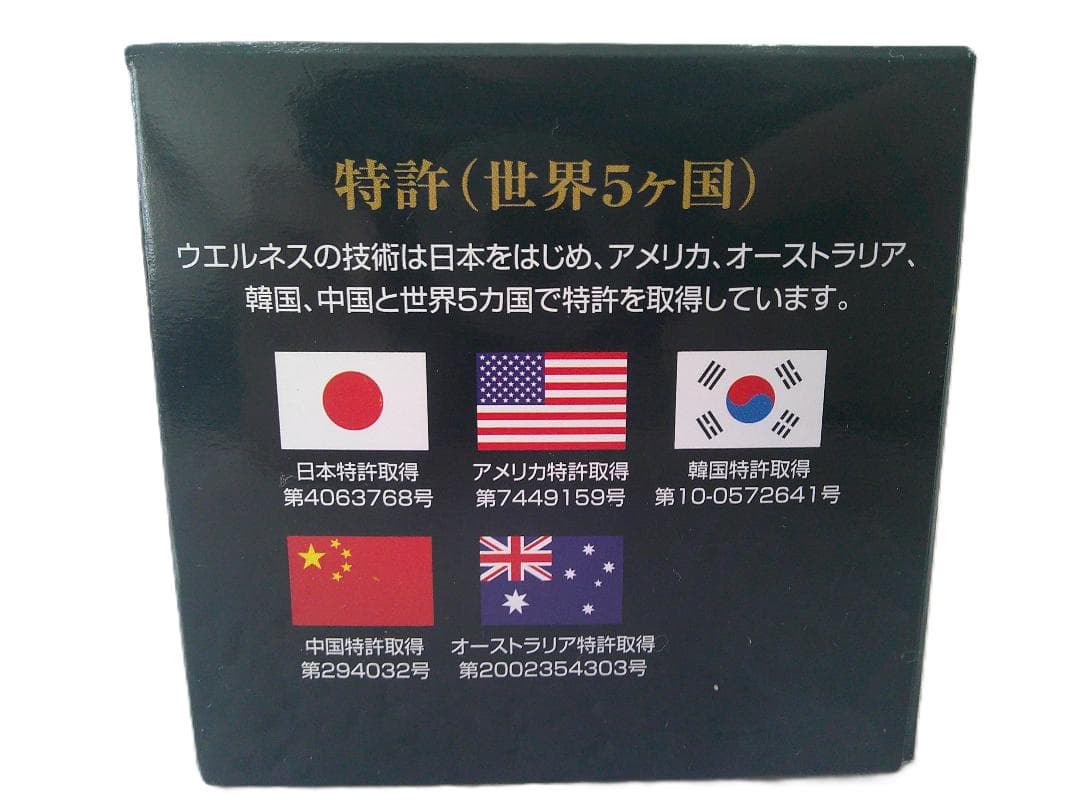 特許（世界5ヶ国）
ウエルネスの技術は日本をはじめ、アメリカ、オーストラリア、
韓国、中国と世界5カ国で特許を取得しています。
日本特許取得 アメリカ特許取得 韓国特許取得
第4063768号 第7449159号 第10-0572641号
中国特許取得 オーストラリア特許取得
第294032号 第2002354303号